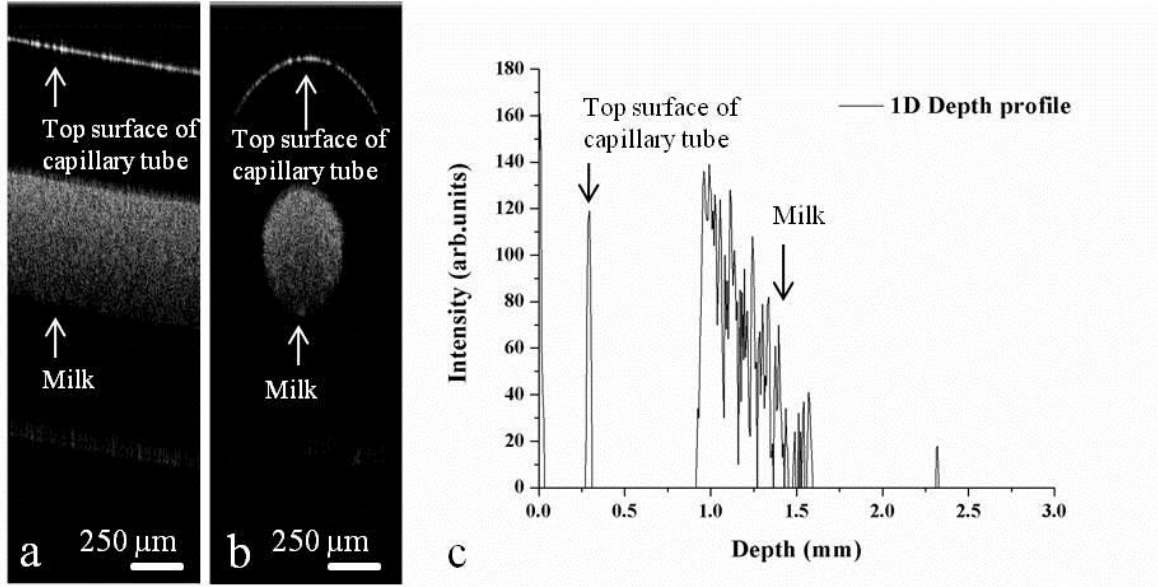 Top surface of
capillary tube
Milk
a
250 µm
Top surface of
capillary tube
Milk
b
250 µm
180
160
140
120
100
80
60
40
20
0
Intensity (arb.units)
Top surface of
capillary tube
1D Depth profile
Milk
0.0 0.5 1.0 1.5 2.0 2.5 3.0
Depth (mm)
c